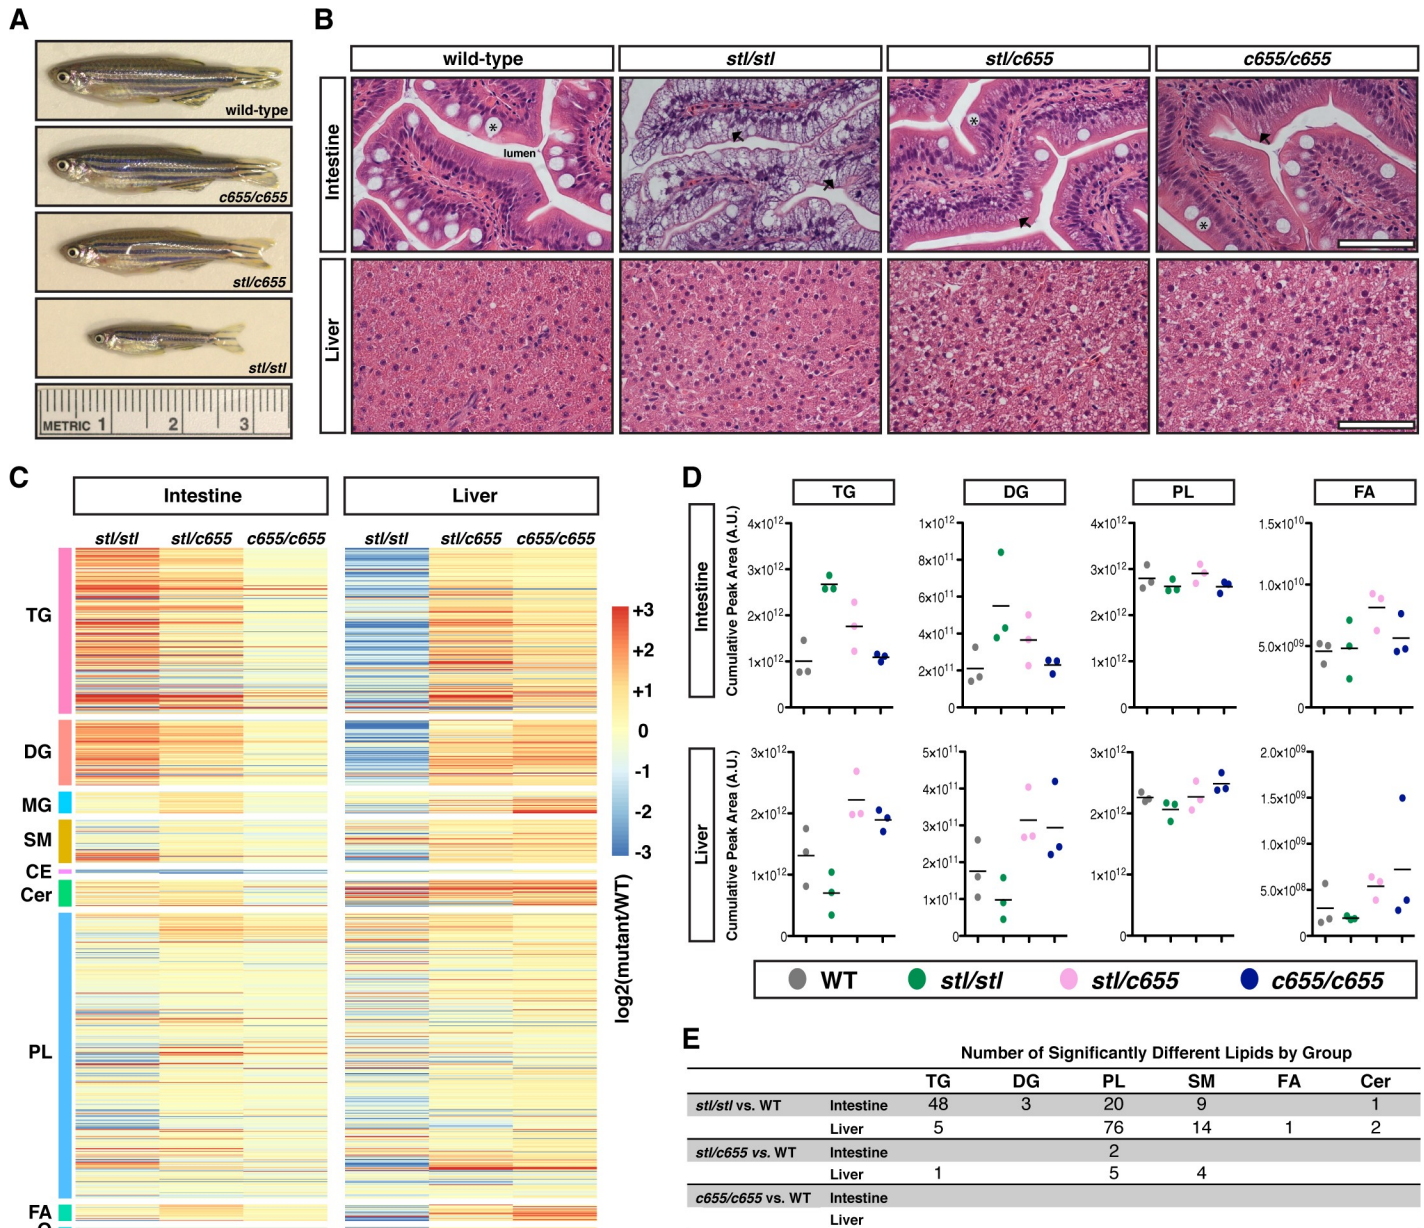 A
wild-type
c655/c655
stl/c655
stl/stl
METRIC 1 2 3
B
wild-type stl/stl stl/c655 c655/c655
Intestine
*
lumen
*
*
Liver
C
Intestine Liver
stl/stl stl/c655 c655/c655 stl/stl stl/c655 c655/c655
TG
DG
MG
SM
CE
Cer
PL
FA
+3
+2
+1
0
-1
-2
-3
log2(mutant/WT)
D
TG DG PL FA
Intestine
Cumulative Peak Area (A.U.)
4x10¹²
3x10¹²
2x10¹²
1x10¹²
0
1x10¹²
8x10¹¹
6x10¹¹
4x10¹¹
2x10¹¹
0
4x10¹²
3x10¹²
2x10¹²
1x10¹²
0
1.5x10¹⁰
1.0x10¹⁰
5.0x10⁰⁹
0
Liver
Cumulative Peak Area (A.U.)
3x10¹²
2x10¹²
1x10¹²
0
5x10¹¹
4x10¹¹
3x10¹¹
2x10¹¹
1x10¹¹
0
3x10¹²
2x10¹²
1x10¹²
0
2.0x10⁰⁹
1.5x10⁰⁹
1.0x10⁰⁹
5.0x10⁰⁸
0
WT stl/stl stl/c655 c655/c655
E
Number of Significantly Different Lipids by Group
TG DG PL SM FA Cer
stl/stl vs. WT Intestine 48 3 20 9 1
Liver 5 76 14 1 2
stl/c655 vs. WT Intestine 2
Liver 1 5 4
c655/c655 vs. WT Intestine
Liver